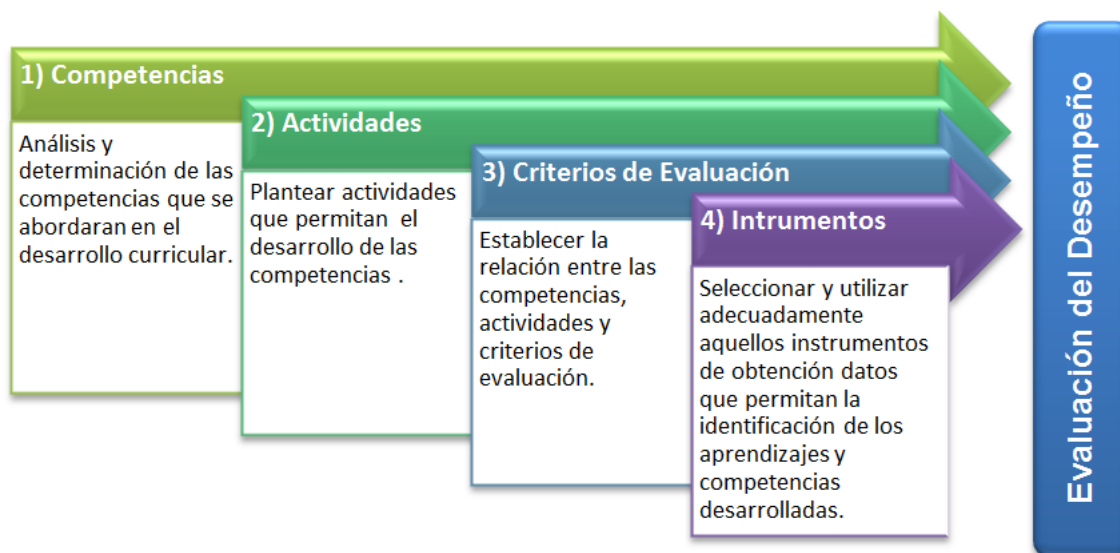 1) Competencias
Análisis y
determinación de las
competencias que se
abordaran en el
desarrollo curricular.
2) Actividades
Plantear actividades
que permitan el
desarrollo de las
competencias .
3) Criterios de Evaluación
Establecer la
relación entre las
competencias,
actividades y
criterios de
evaluación.
4) Intrumentos
Seleccionar y utilizar
adecuadamente
aquellos instrumentos
de obtención datos
que permitan la
identificación de los
aprendizajes y
competencias
desarrolladas.
Evaluación del Desempeño